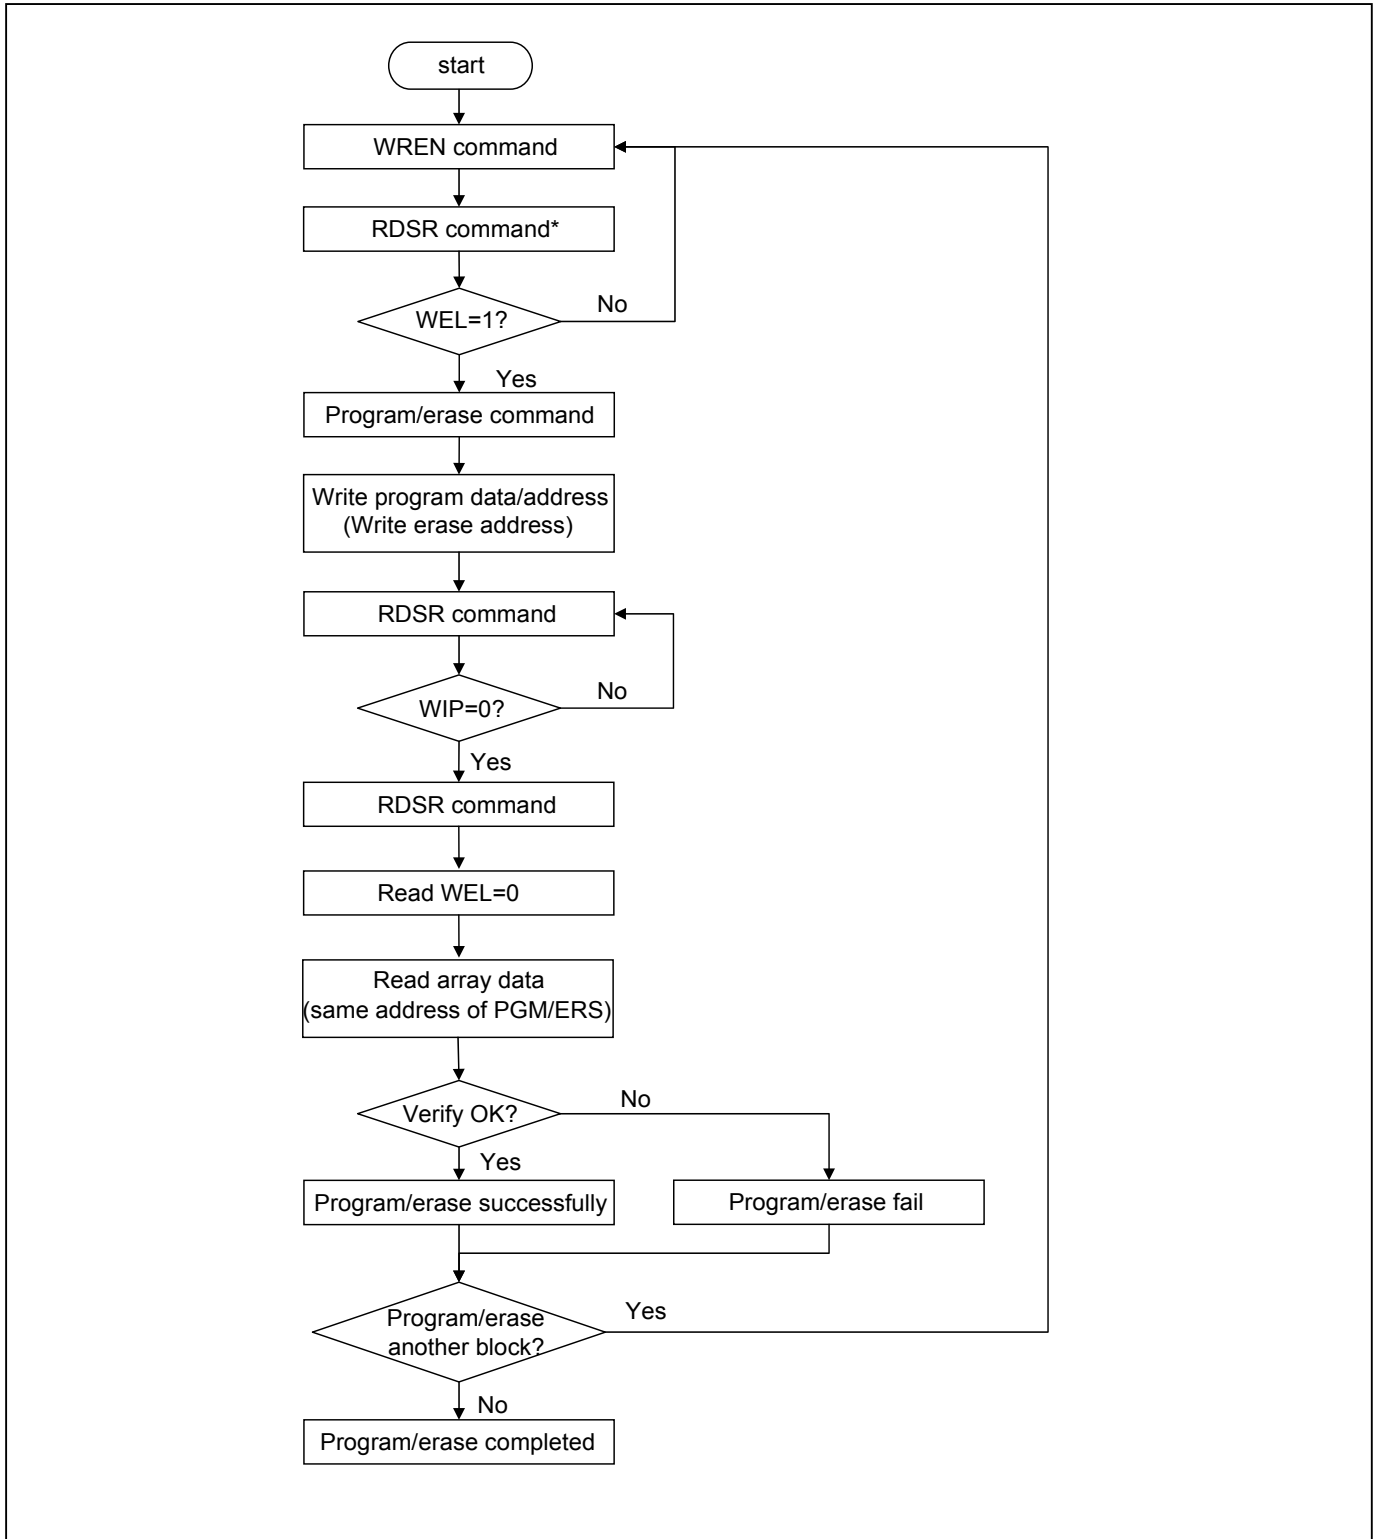 start
WREN command
RDSR command*
WEL=1?
No
Yes
Program/erase command
Write program data/address
(Write erase address)
RDSR command
WIP=0?
No
Yes
RDSR command
Read WEL=0
Read array data
(same address of PGM/ERS)
Verify OK?
No
Yes
Program/erase successfully
Program/erase fail
Program/erase
another block?
Yes
No
Program/erase completed